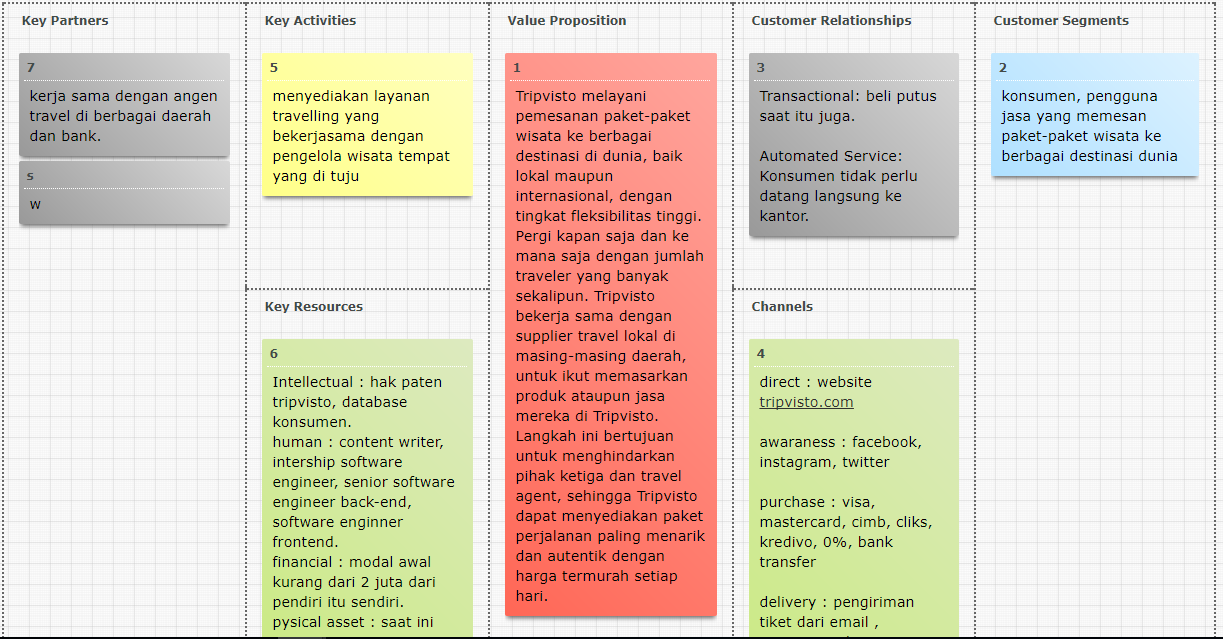 Key Partners
7
kerja sama dengan angen
travel di berbagai daerah
dan bank.
s
w
Key Activities
5
menyediakan layanan
travelling yang
bekerjasama dengan
pengelola wisata tempat
yang di tuju
Key Resources
6
Intellectual : hak paten
tripvisto, database
konsumen.
human : content writer,
intership software
engineer, senior software
engineer back-end,
software enginner
frontend.
financial : modal awal
kurang dari 2 juta dari
pendiri itu sendiri.
pysical asset : saat ini
Value Proposition
1
Tripvisto melayani
pemesanan paket-paket
wisata ke berbagai
destinasi di dunia, baik
lokal maupun
internasional, dengan
tingkat fleksibilitas tinggi.
Pergi kapan saja dan ke
mana saja dengan jumlah
traveler yang banyak
sekalipun. Tripvisto
bekerja sama dengan
supplier travel lokal di
masing-masing daerah,
untuk ikut memasarkan
produk ataupun jasa
mereka di Tripvisto.
Langkah ini bertujuan
untuk menghindarkan
pihak ketiga dan travel
agent, sehingga Tripvisto
dapat menyediakan paket
perjalanan paling menarik
dan autentik dengan
harga termurah setiap
hari.
Customer Relationships
3
Transactional: beli putus
saat itu juga.
Automated Service:
Konsumen tidak perlu
datang langsung ke
kantor.
Channels
4
direct : website
tripvisto.com
awaraness : facebook,
instagram, twitter
purchase : visa,
mastercard, cimb, cliks,
kredivo, 0%, bank
transfer
delivery : pengiriman
tiket dari email ,
Customer Segments
2
konsumen, pengguna
jasa yang memesan
paket-paket wisata ke
berbagai destinasi dunia